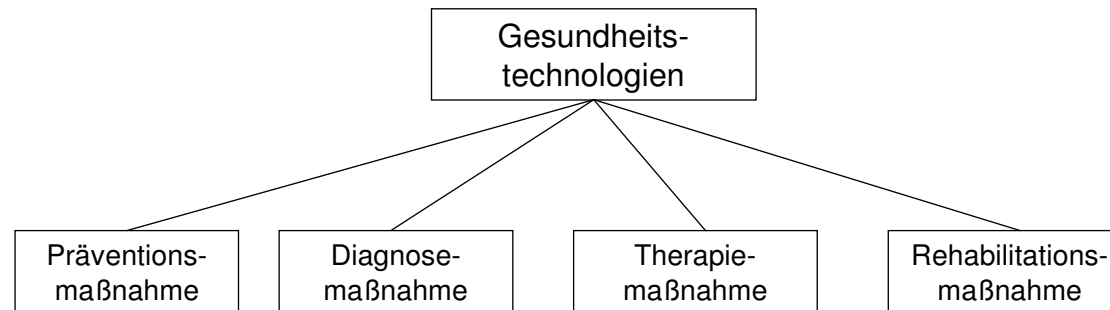 Gesundheits-
technologien
Präventions-
maßnahme
Diagnose-
maßnahme
Therapie-
maßnahme
Rehabilitations-
maßnahme